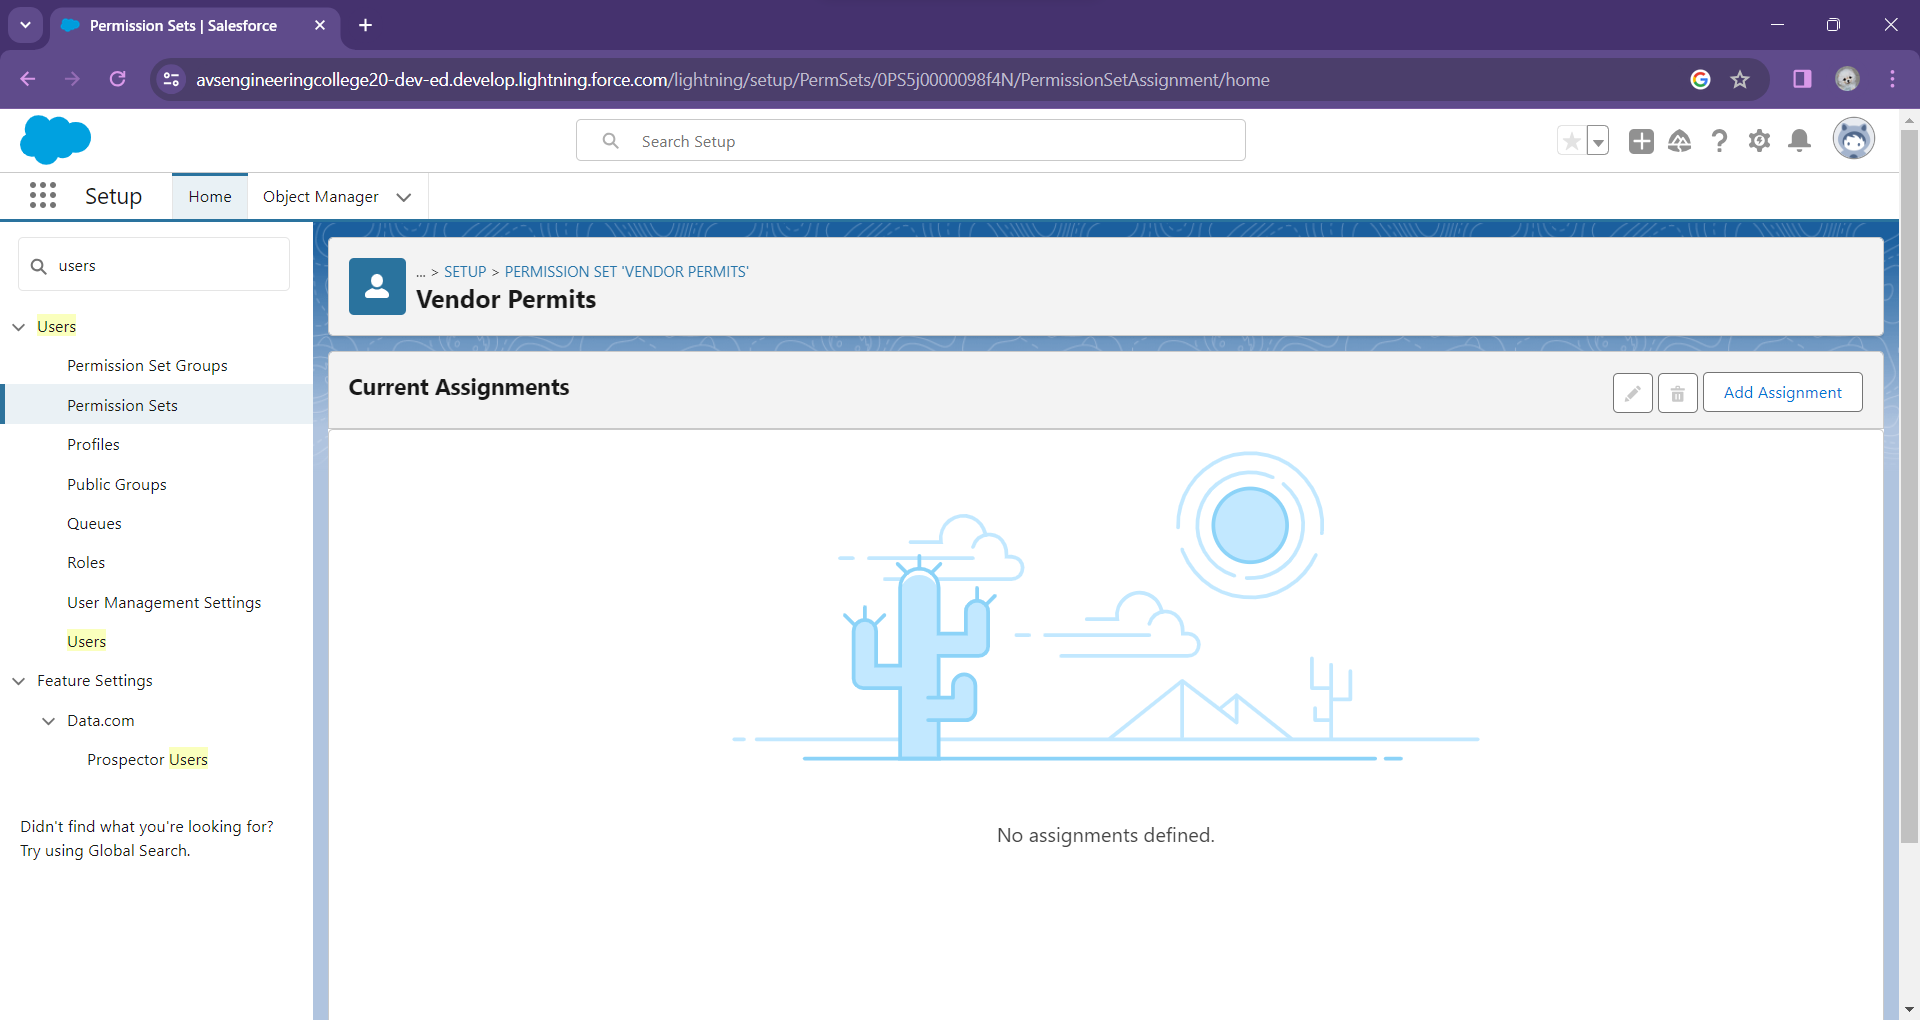 Permission Sets | Salesforce
avsengineeringcollege20-dev-ed.develop.lightning.force.com/lightning/setup/PermSets/0PS5j0000098f4N/PermissionSetAssignment/home
Search Setup
Setup
Home
Object Manager
users
Users
Permission Set Groups
Permission Sets
Profiles
Public Groups
Queues
Roles
User Management Settings
Users
Feature Settings
Data.com
Prospector Users
Didn't find what you're looking for?
Try using Global Search.
... > SETUP > PERMISSION SET 'VENDOR PERMITS'
Vendor Permits
Current Assignments
Add Assignment
No assignments defined.